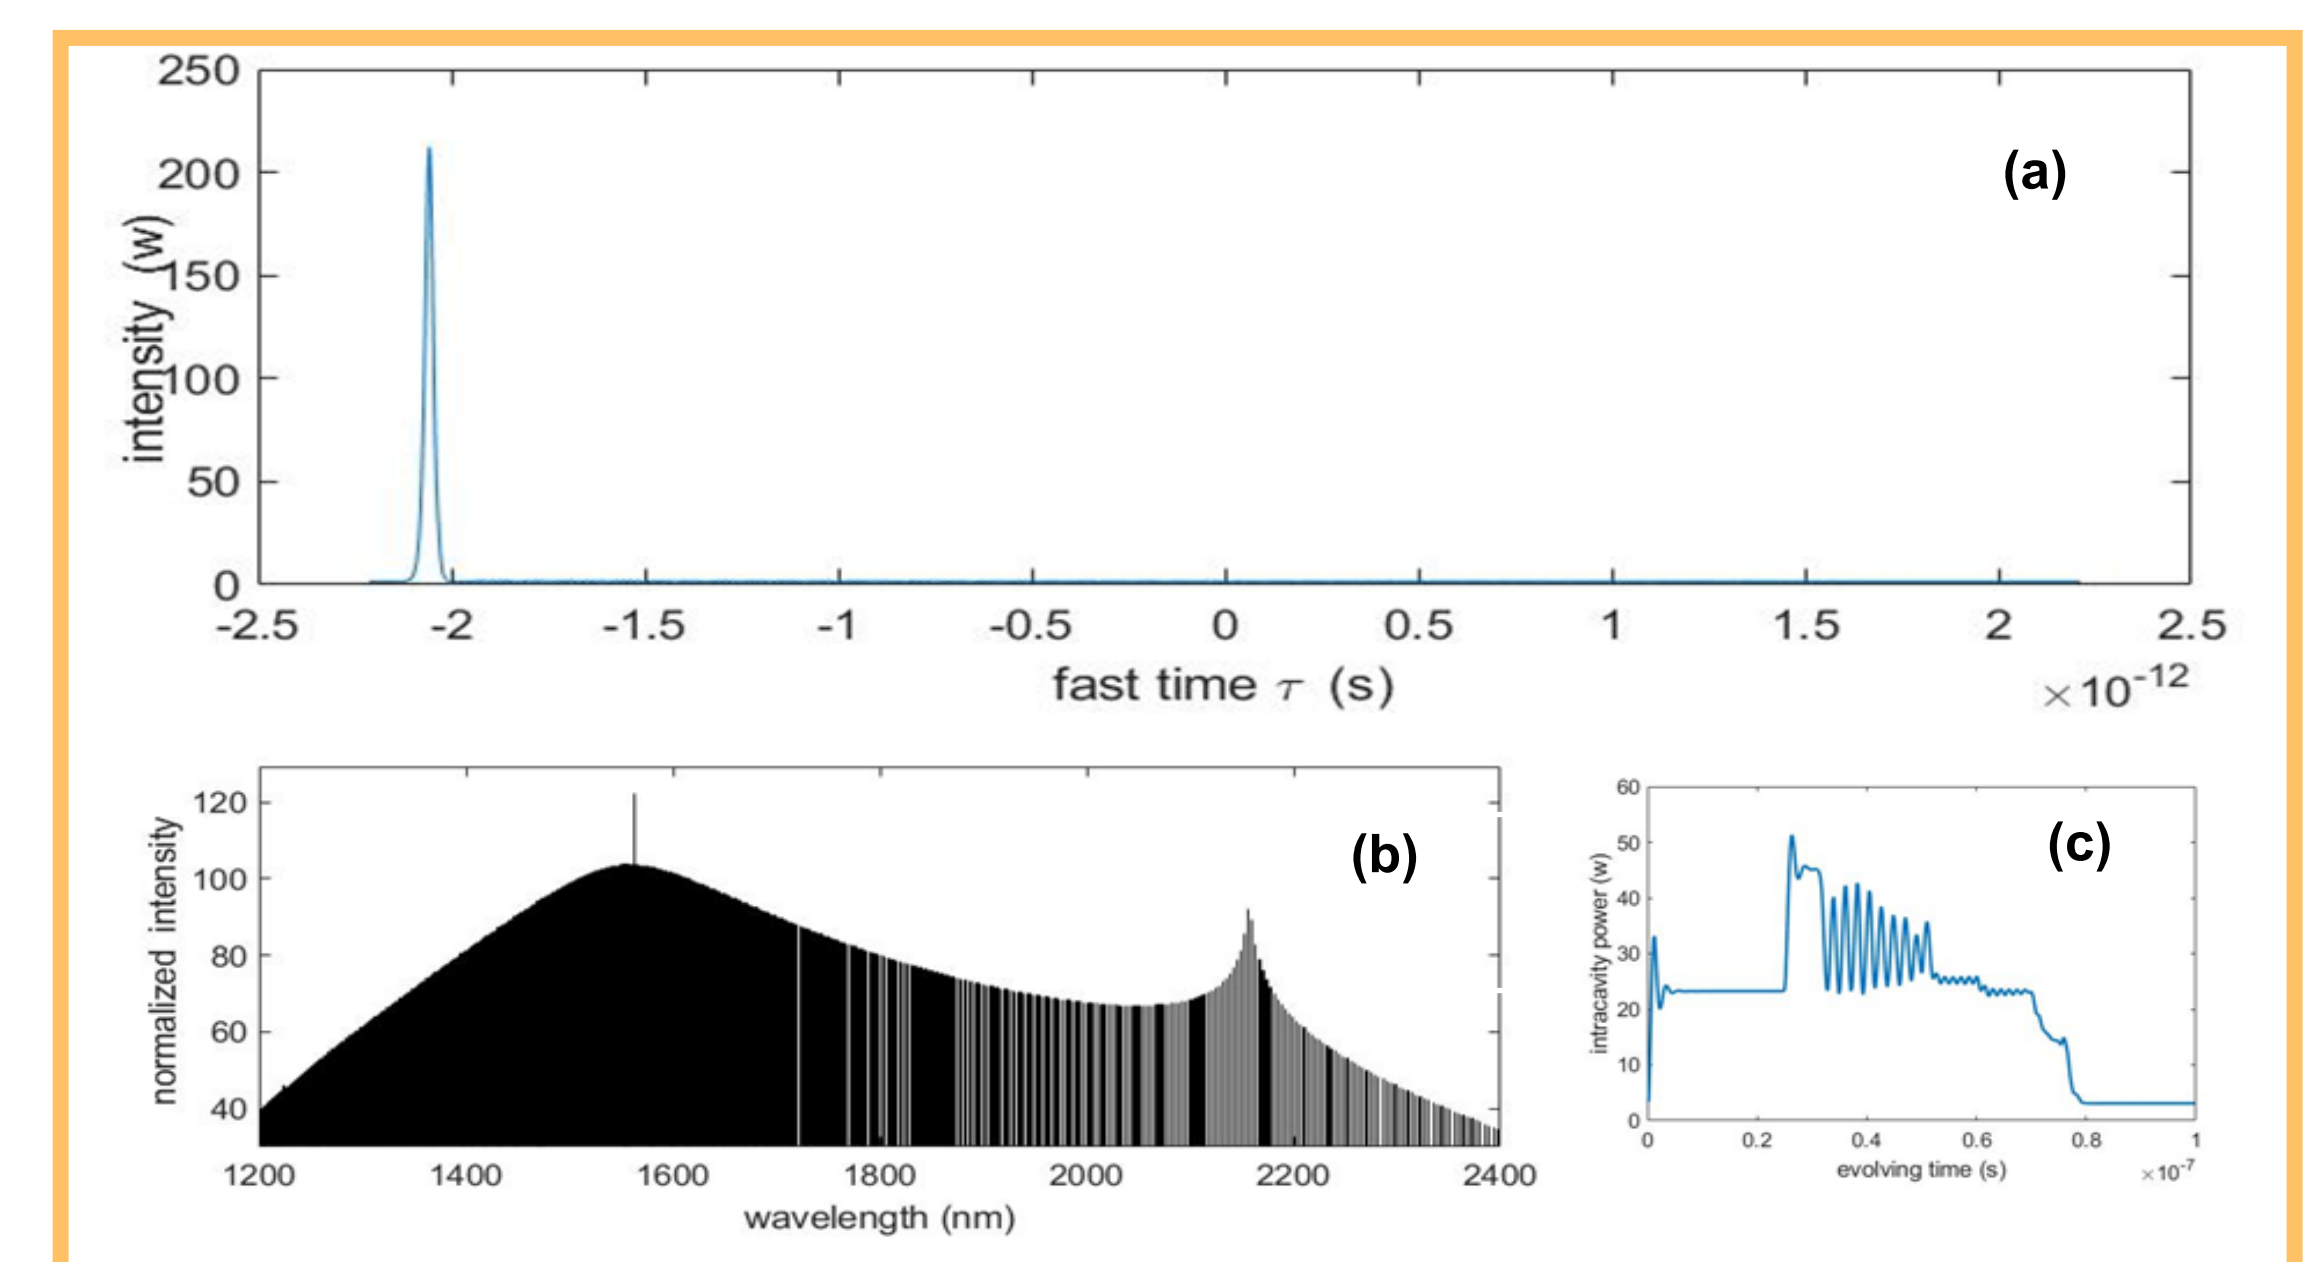 250
200
150
100
50
0
intensity (w)
(a)
-2.5 -2 -1.5 -1 -0.5 0 0.5 1 1.5 2 2.5
fast time τ (s)
×10-12
120
100
80
60
40
normalized intensity
(b)
1200 1400 1600 1800 2000 2200 2400
wavelength (nm)
60
50
40
30
20
10
0
intracavity power (w)
(c)
0 0.2 0.4 0.6 0.8 1
evolving time (s)
×10-7